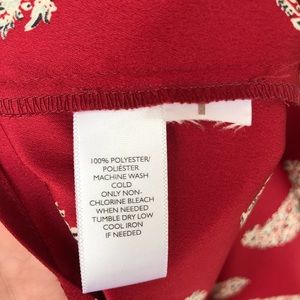 100% POLYESTER/
POLIÉSTER
MACHINE WASH
COLD
ONLY NON-
CHLORINE BLEACH
WHEN NEEDED
TUMBLE DRY LOW
COOL IRON
IF NEEDED